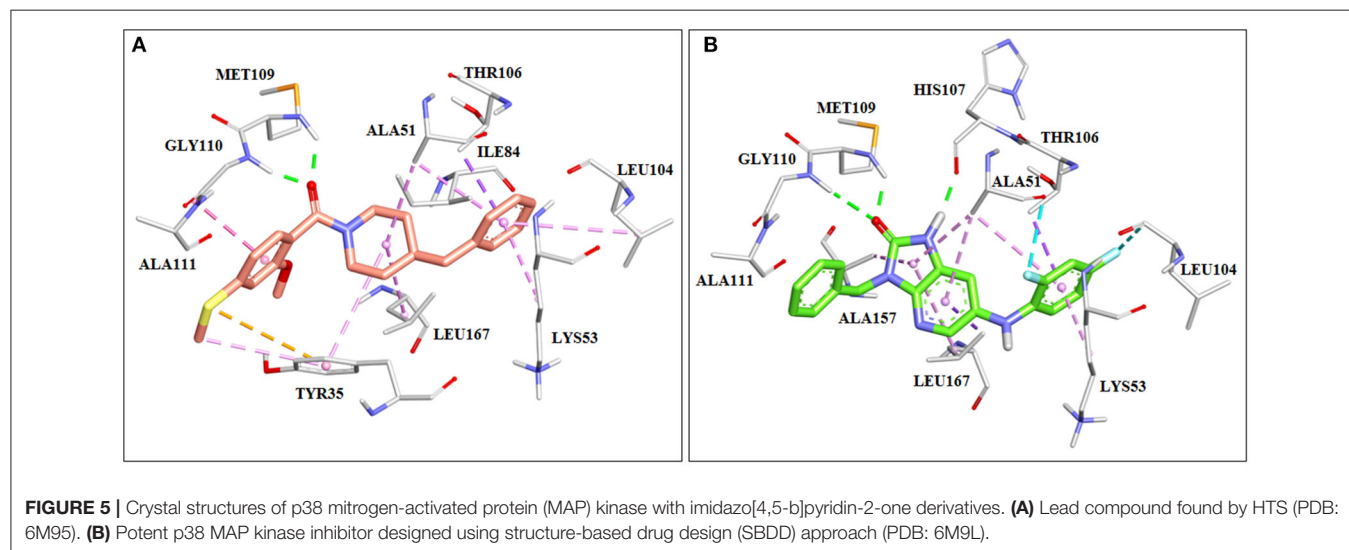 A
MET109
GLY110
ALA111
THR106
ALA51
ILE84
LEU104
LEU167
LYS53
TYR35
B
HIS107
MET109
THR106
GLY110
ALA51
ALA111
LEU104
ALA157
LEU167
LYS53
FIGURE 5 | Crystal structures of p38 mitrogen-activated protein (MAP) kinase with imidazo[4,5-b]pyridin-2-one derivatives. (A) Lead compound found by HTS (PDB:
6M95). (B) Potent p38 MAP kinase inhibitor designed using structure-based drug design (SBDD) approach (PDB: 6M9L).